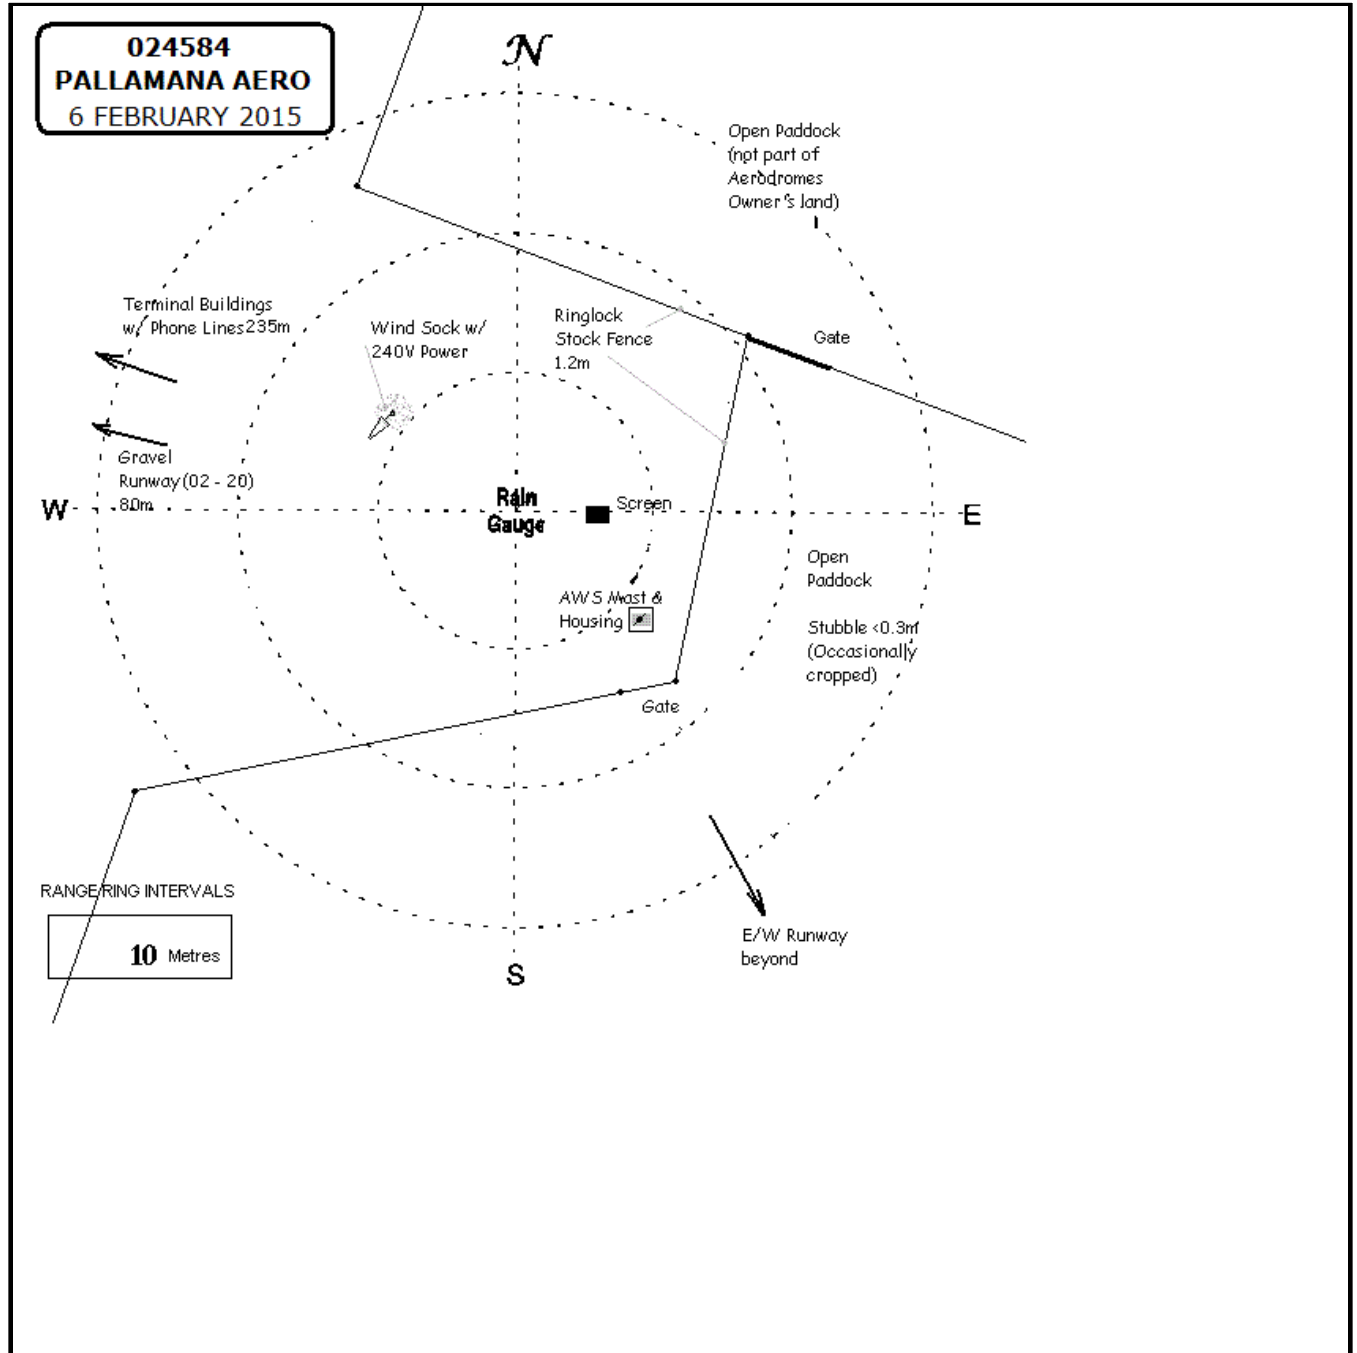 024584
PALLAMANA AERO
6 FEBRUARY 2015
N
Open Paddock
(not part of
Aerodromes
Owner's land)
Terminal Buildings
w/ Phone Lines 235m
Wind Sock w/
240V Power
Ringlock
Stock Fence
1.2m
Gate
Gravel
Runway (02 - 20)
80m
W
Rain
Gauge
Screen
E
Open
Paddock
Stubble <0.3m
(Occasionally
cropped)
AWS Mast &
Housing
Gate
RANGE RING INTERVALS
10 Metres
E/W Runway
beyond
S